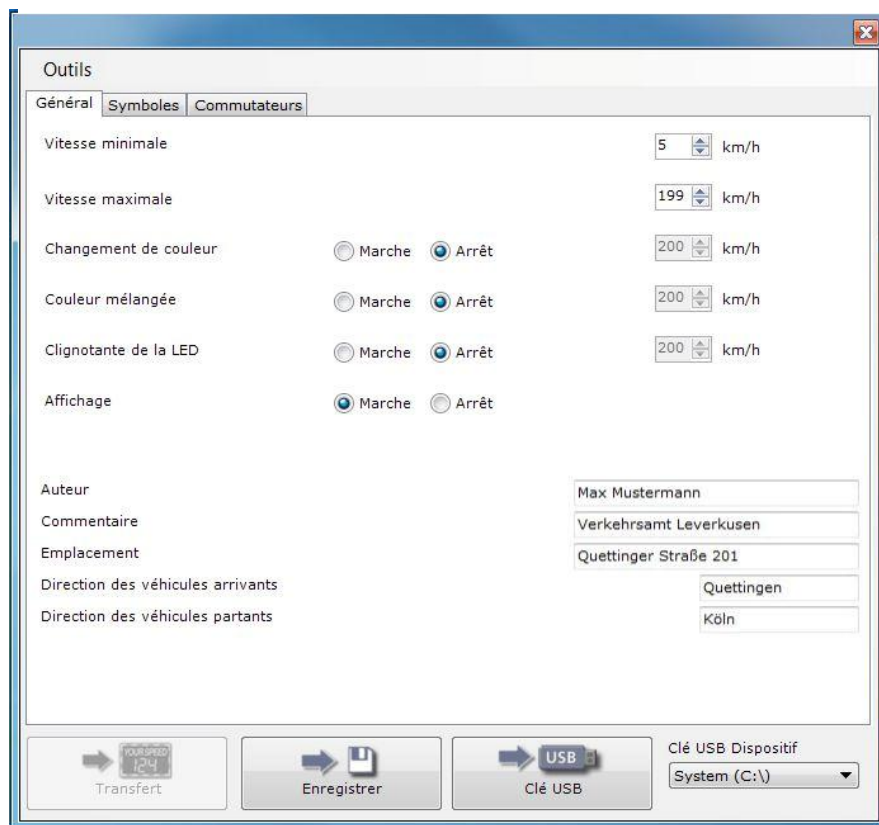 Outils
Général Symboles Commutateurs
Vitesse minimale 5 km/h
Vitesse maximale 199 km/h
Changement de couleur Marche Arrêt 200 km/h
Couleur mélangée Marche Arrêt 200 km/h
Clignotante de la LED Marche Arrêt 200 km/h
Affichage Marche Arrêt
Auteur Max Mustermann
Commentaire Verkehrsamt Leverkusen
Emplacement Quettinger Straße 201
Direction des véhicules arrivants Quettingen
Direction des véhicules partants Köln
YOUR SPEED
124
Transfert
Enregistrer
USB
Clé USB
Clé USB Dispositif
System (C:\)